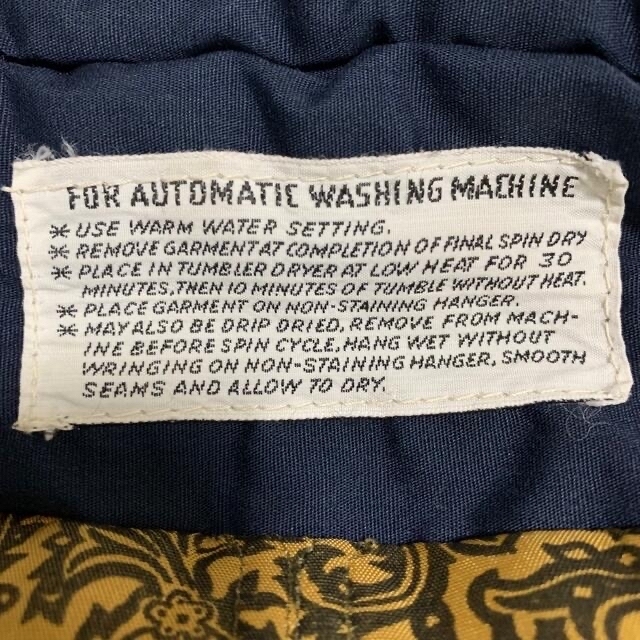 FOR AUTOMATIC WASHING MACHINE
* USE WARM WATER SETTING.
* REMOVE GARMENT AT COMPLETION OF FINAL SPIN DRY
* PLACE IN TUMBLER DRYER AT LOW HEAT FOR 30
MINUTES, THEN 10 MINUTES OF TUMBLE WITHOUT HEAT.
* PLACE GARMENT ON NON-STAINING HANGER.
* MAY ALSO BE DRIP DRIED, REMOVE FROM MACH-
INE BEFORE SPIN CYCLE, HANG WET WITHOUT
WRINGING ON NON-STAINING HANGER, SMOOTH
SEAMS AND ALLOW TO DRY.